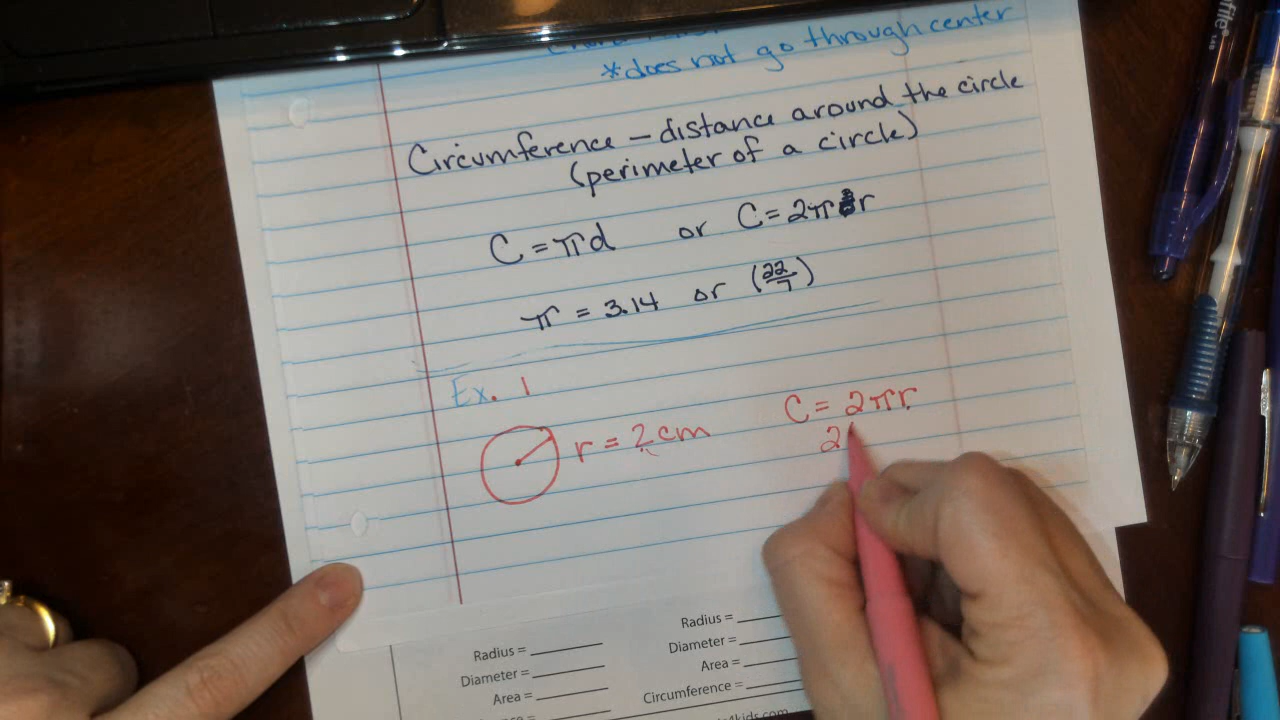 *does not go through center
Circumference – distance around the circle
(perimeter of a circle)
C = πd or C = 2πr
π = 3.14 or (22/7)
Ex. 1
r = 2cm
C = 2πr
2(
Radius =
Diameter =
Area =
Radius =
Diameter =
Area =
Circumference =